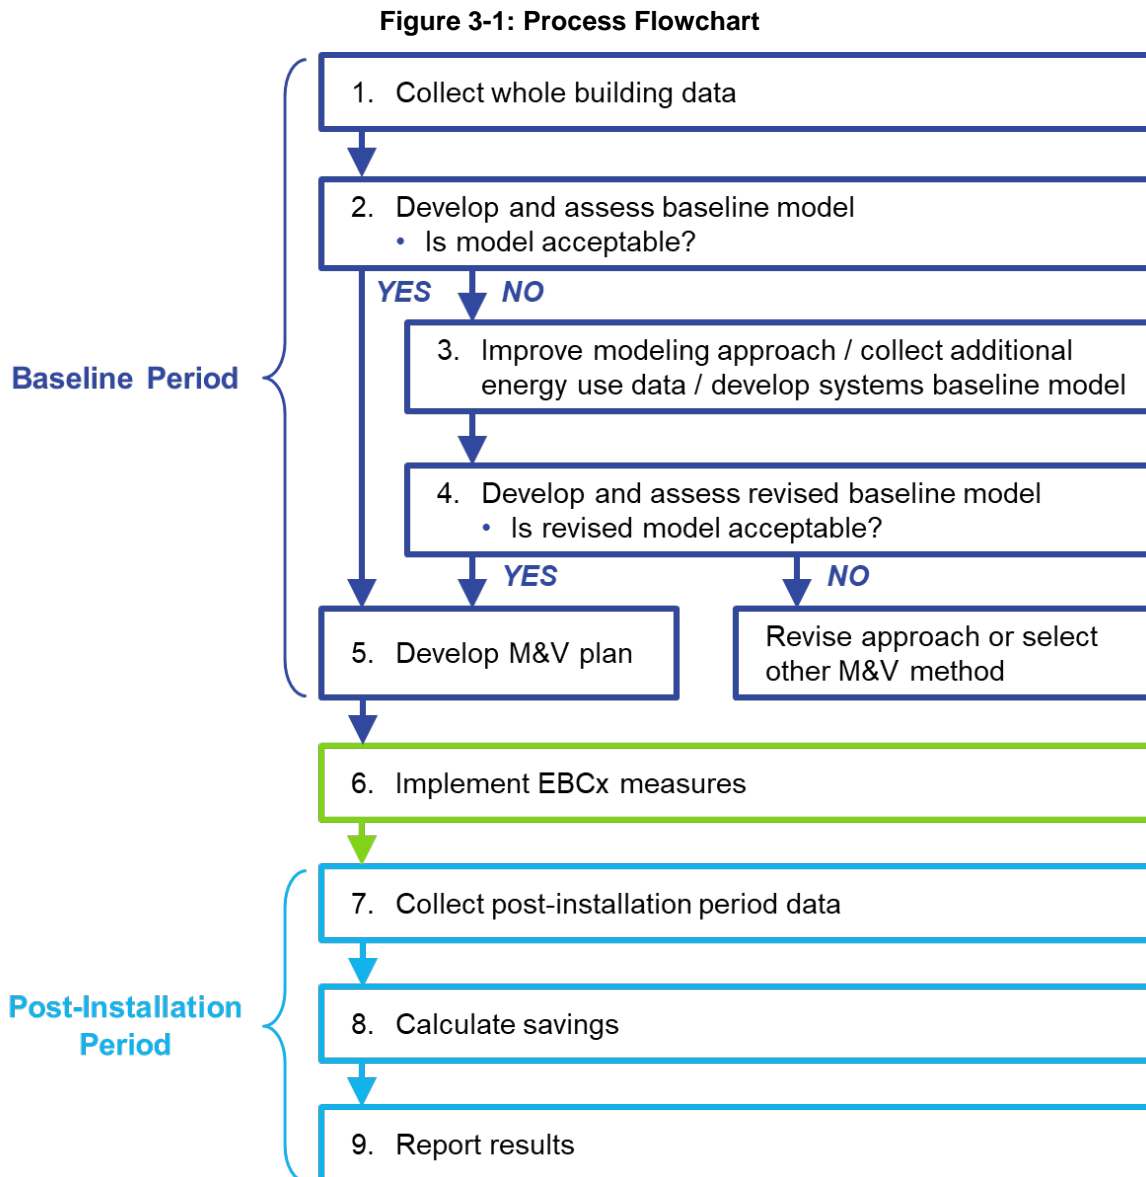 Figure 3-1: Process Flowchart
1. Collect whole building data
2. Develop and assess baseline model
• Is model acceptable?
YES
NO
3. Improve modeling approach / collect additional
energy use data / develop systems baseline model
Baseline Period
4. Develop and assess revised baseline model
• Is revised model acceptable?
YES
NO
5. Develop M&V plan
Revise approach or select
other M&V method
6. Implement EBCx measures
7. Collect post-installation period data
Post-Installation
Period
8. Calculate savings
9. Report results